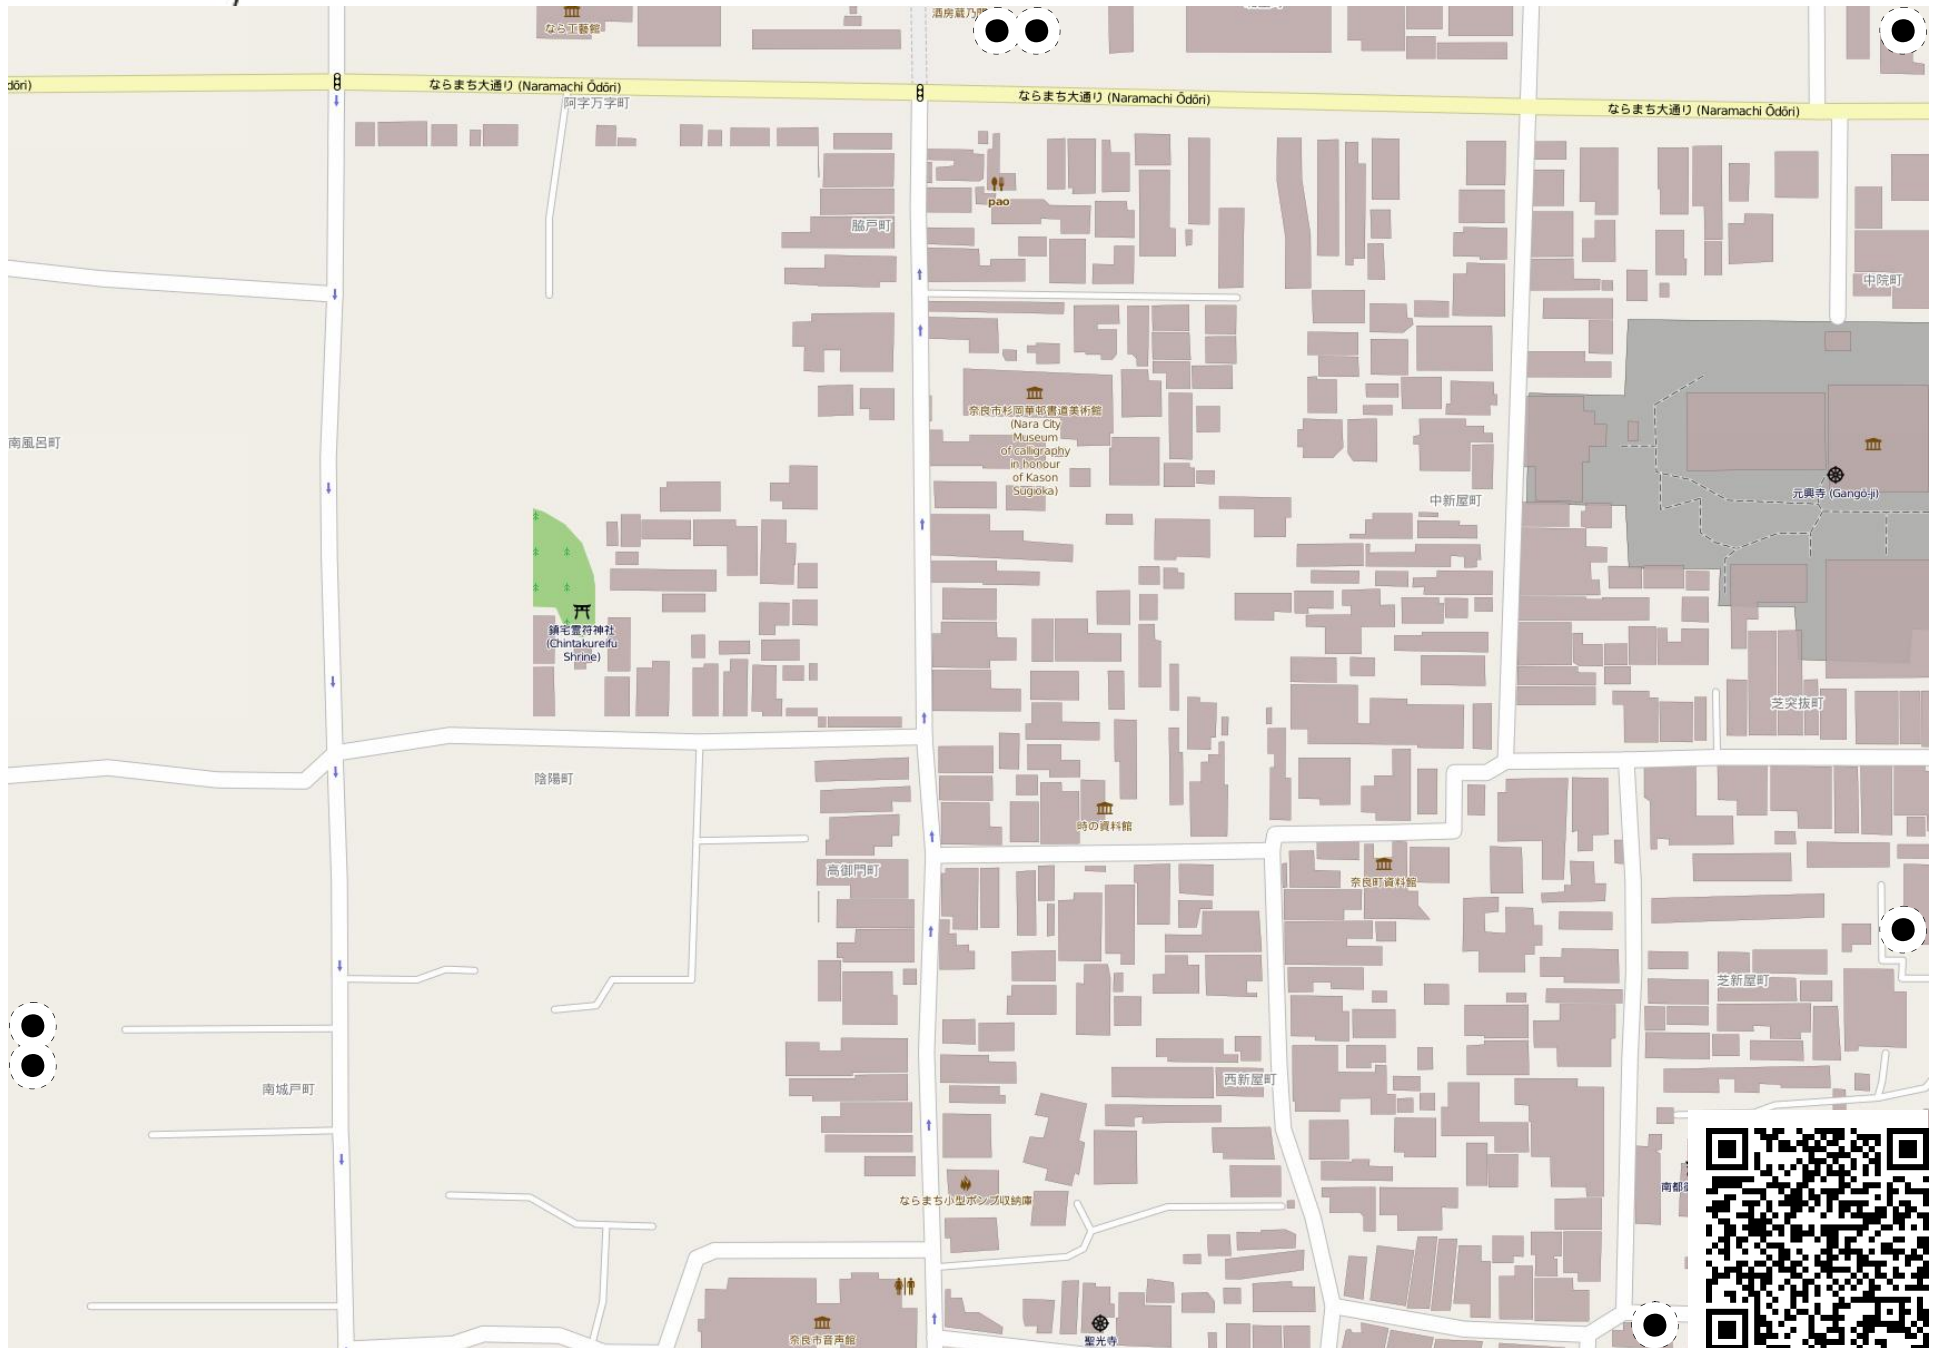 なら工藝館
酒房蔵乃間
dōri)
ならまち大通り (Naramachi Ōdōri)
ならまち大通り (Naramachi Ōdōri)
ならまち大通り (Naramachi Ōdōri)
阿字万字町
pao
脇戸町
中院町
奈良市杉岡華邨書道美術館
(Nara City
Museum
of calligraphy
in honour
of Kason
Sugioka)
南風呂町
元興寺 (Gangō-ji)
中新屋町
鎮宅霊符神社
(Chintakureifu
Shrine)
芝突抜町
陰陽町
時の資料館
高御門町
奈良町資料館
芝新屋町
西新屋町
南城戸町
南都
ならまち小型ポンプ収納庫
奈良市音声館
聖光寺